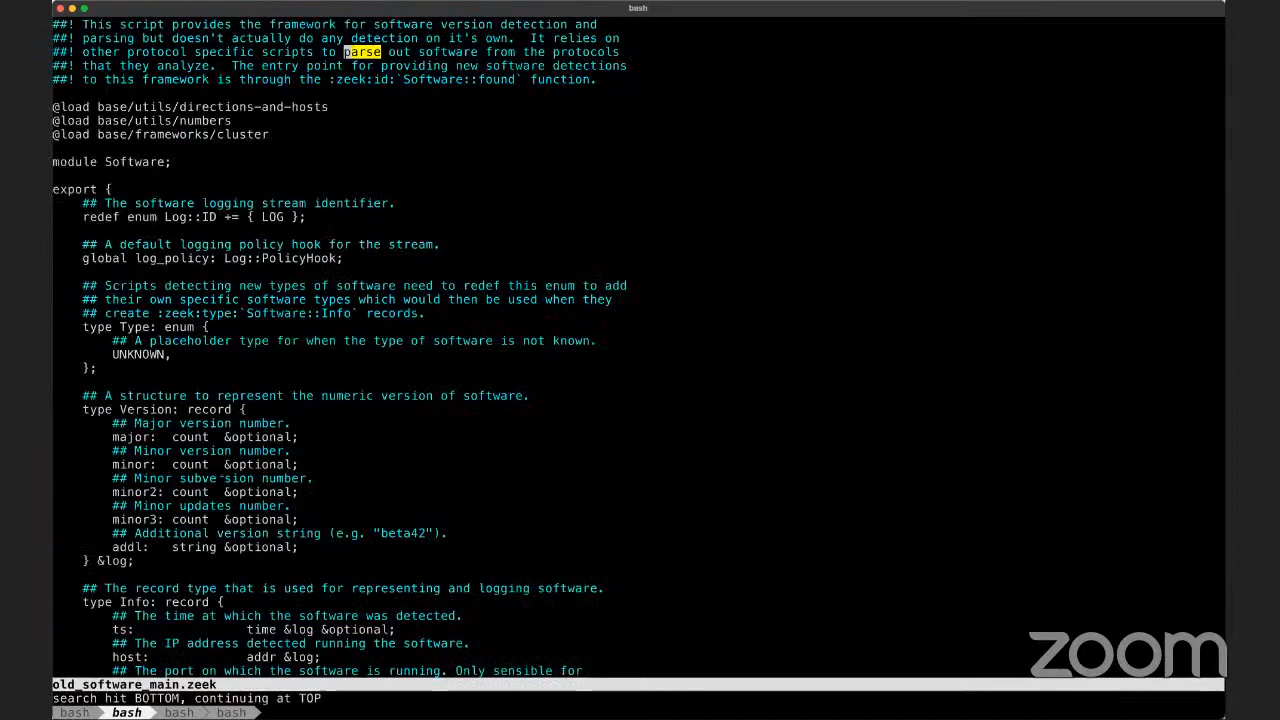 bash
##! This script provides the framework for software version detection and
##! parsing but doesn't actually do any detection on it's own.  It relies on
##! other protocol specific scripts to parse out software from the protocols
##! that they analyze.  The entry point for providing new software detections
##! to this framework is through the :zeek:id:`Software::found` function.
@load base/utils/directions-and-hosts
@load base/utils/numbers
@load base/frameworks/cluster
module Software;
export {
## The software logging stream identifier.
redef enum Log::ID += { LOG };
## A default logging policy hook for the stream.
global log_policy: Log::PolicyHook;
## Scripts detecting new types of software need to redef this enum to add
## their own specific software types which would then be used when they
## create :zeek:type:`Software::Info` records.
type Type: enum {
## A placeholder type for when the type of software is not known.
UNKNOWN,
};
## A structure to represent the numeric version of software.
type Version: record {
## Major version number.
major:  count  &optional;
## Minor version number.
minor:  count  &optional;
## Minor subversion number.
minor2: count  &optional;
## Minor updates number.
minor3: count  &optional;
## Additional version string (e.g. "beta42").
addl:   string &optional;
} &log;
## The record type that is used for representing and logging software.
type Info: record {
## The time at which the software was detected.
ts:               time &log &optional;
## The IP address detected running the software.
host:             addr &log;
## The port on which the software is running. Only sensible for
old_software_main.zeek
search hit BOTTOM, continuing at TOP
bash bash bash bash
zoom